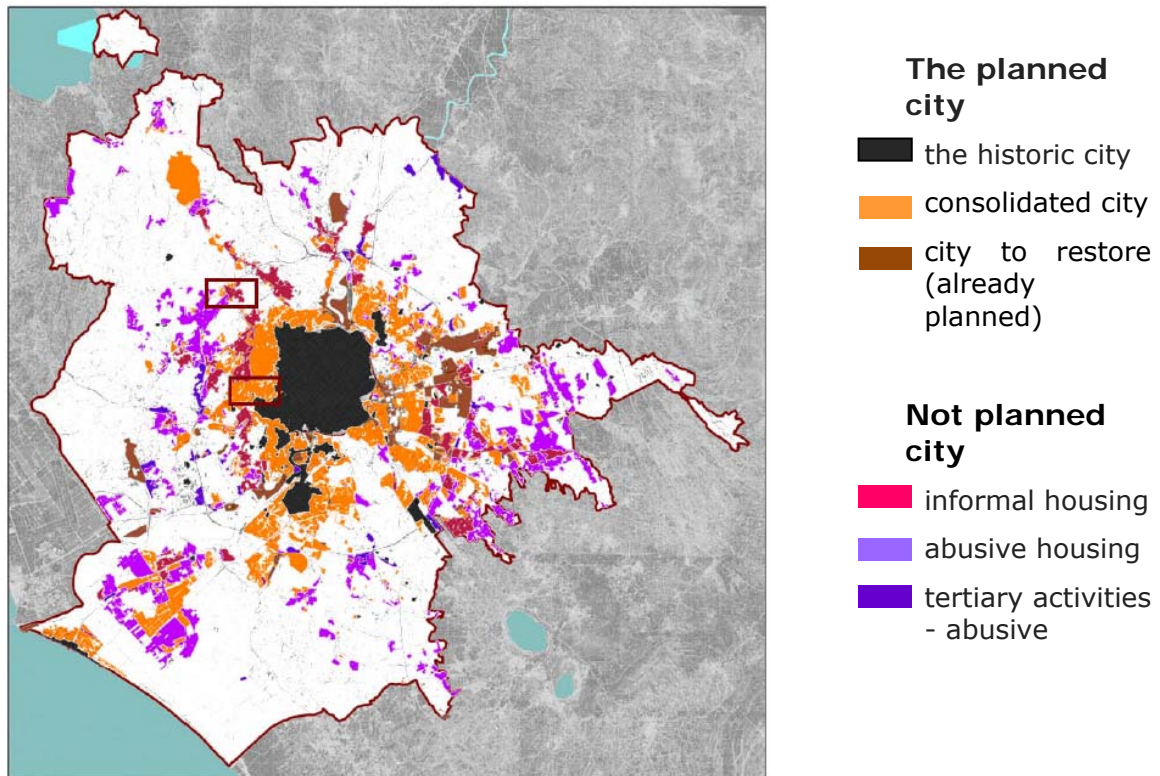 The planned
city
the historic city
consolidated city
city to restore
(already
planned)
Not planned
city
informal housing
abusive housing
tertiary activities
- abusive